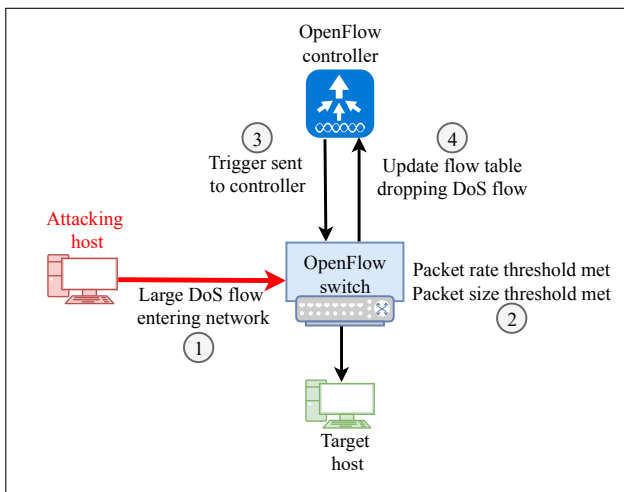 OpenFlow
controller
3
Trigger sent
to controller
4
Update flow table
dropping DoS flow
Attacking
host
Large DoS flow
entering network
1
OpenFlow
switch
Packet rate threshold met
Packet size threshold met
2
Target
host